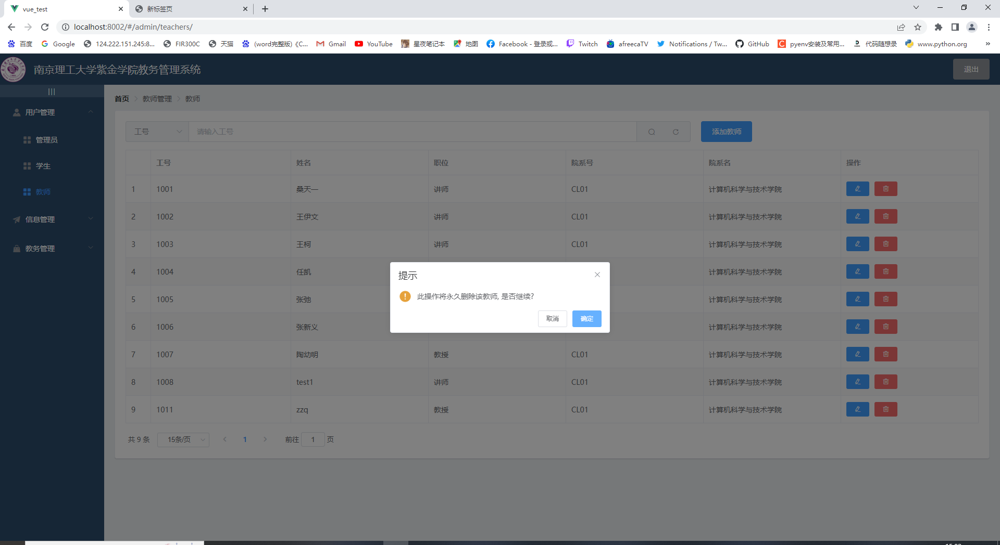 vue_test
新标签页
localhost:8002/#/admin/teachers/
百度 Google 124.222.151.245:8... FIR300C 天猫 (word完整版)《C... Gmail YouTube 星夜笔记本 地图 Facebook - 登录或... Twitch afreecaTV Notifications / Tw... GitHub pyenv安装及常用... 代码随想录 www.python.org »
南京理工大学紫金学院教务管理系统
退出
首页 教师管理 教师
用户管理
管理员
学生
教师
信息管理
教务管理
工号 请输入工号 添加教师
工号 姓名 职位 院系号 院系名 操作
1 1001 桑天一 讲师 CL01 计算机科学与技术学院
2 1002 王伊文 讲师 CL01 计算机科学与技术学院
3 1003 王柯 讲师 CL01 计算机科学与技术学院
4 1004 任凯 计算机科学与技术学院
5 1005 张弛 计算机科学与技术学院
6 1006 张新义 计算机科学与技术学院
7 1007 陶幼明 教授 CL01 计算机科学与技术学院
8 1008 test1 讲师 CL01 计算机科学与技术学院
9 1011 zzq 教授 CL01 计算机科学与技术学院
提示
此操作将永久删除该教师, 是否继续?
取消 确定
共 9 条 15条/页 1 前往 1 页